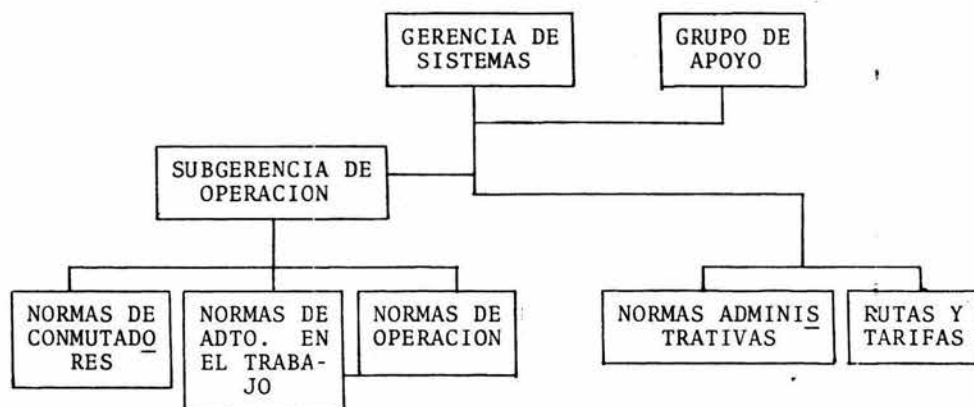 GERENCIA DE
SISTEMAS
GRUPO DE
APOYO
SUBGERENCIA DE
OPERACION
NORMAS DE
CONMUTADO
RES
NORMAS DE
ADTO. EN
EL TRABA-
JO
NORMAS DE
OPERACION
NORMAS ADMINIS
TRATIVAS
RUTAS Y
TARIFAS